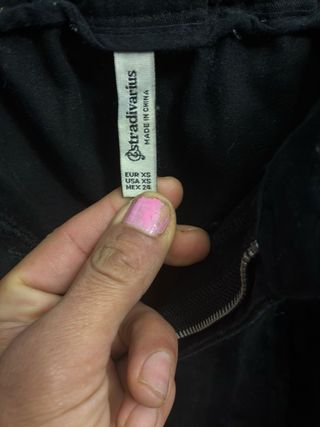 stradivarius
MADE IN CHINA
EUR XS
USA XS
MEX 24